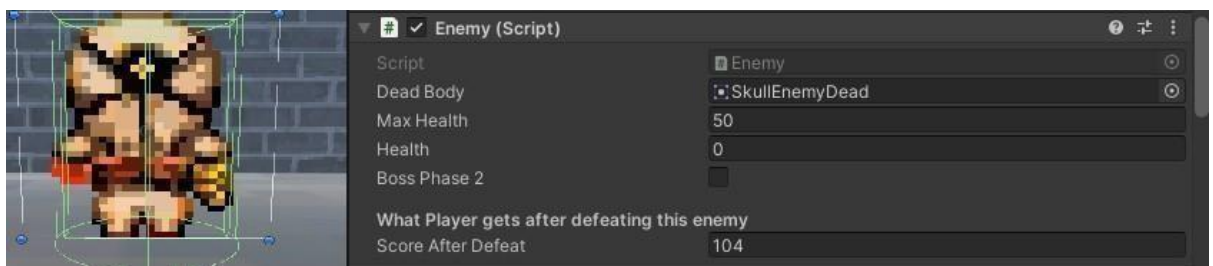 Enemy (Script)
Script Enemy
Dead Body SkullEnemyDead
Max Health 50
Health 0
Boss Phase 2
What Player gets after defeating this enemy
Score After Defeat 104